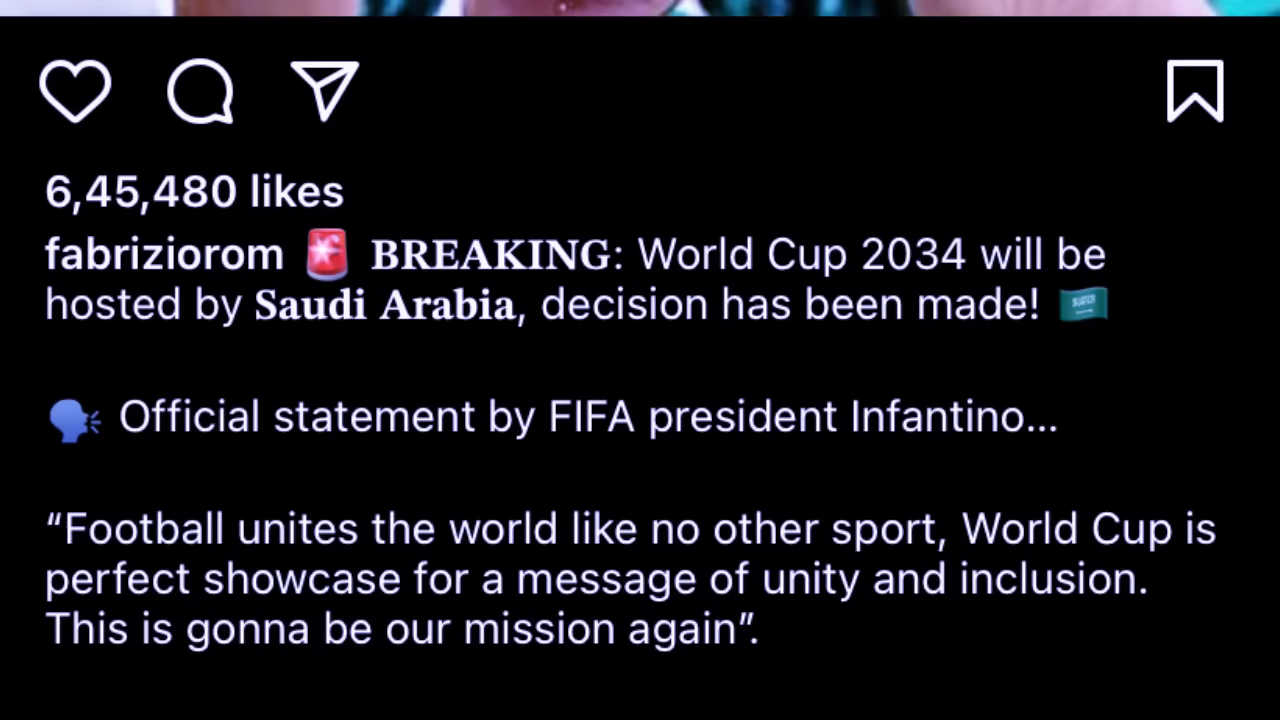 6,45,480 likes
fabriziorom 🚨 BREAKING: World Cup 2034 will be
hosted by Saudi Arabia, decision has been made! 🇸🇦
🗣️ Official statement by FIFA president Infantino...
“Football unites the world like no other sport, World Cup is
perfect showcase for a message of unity and inclusion.
This is gonna be our mission again”.